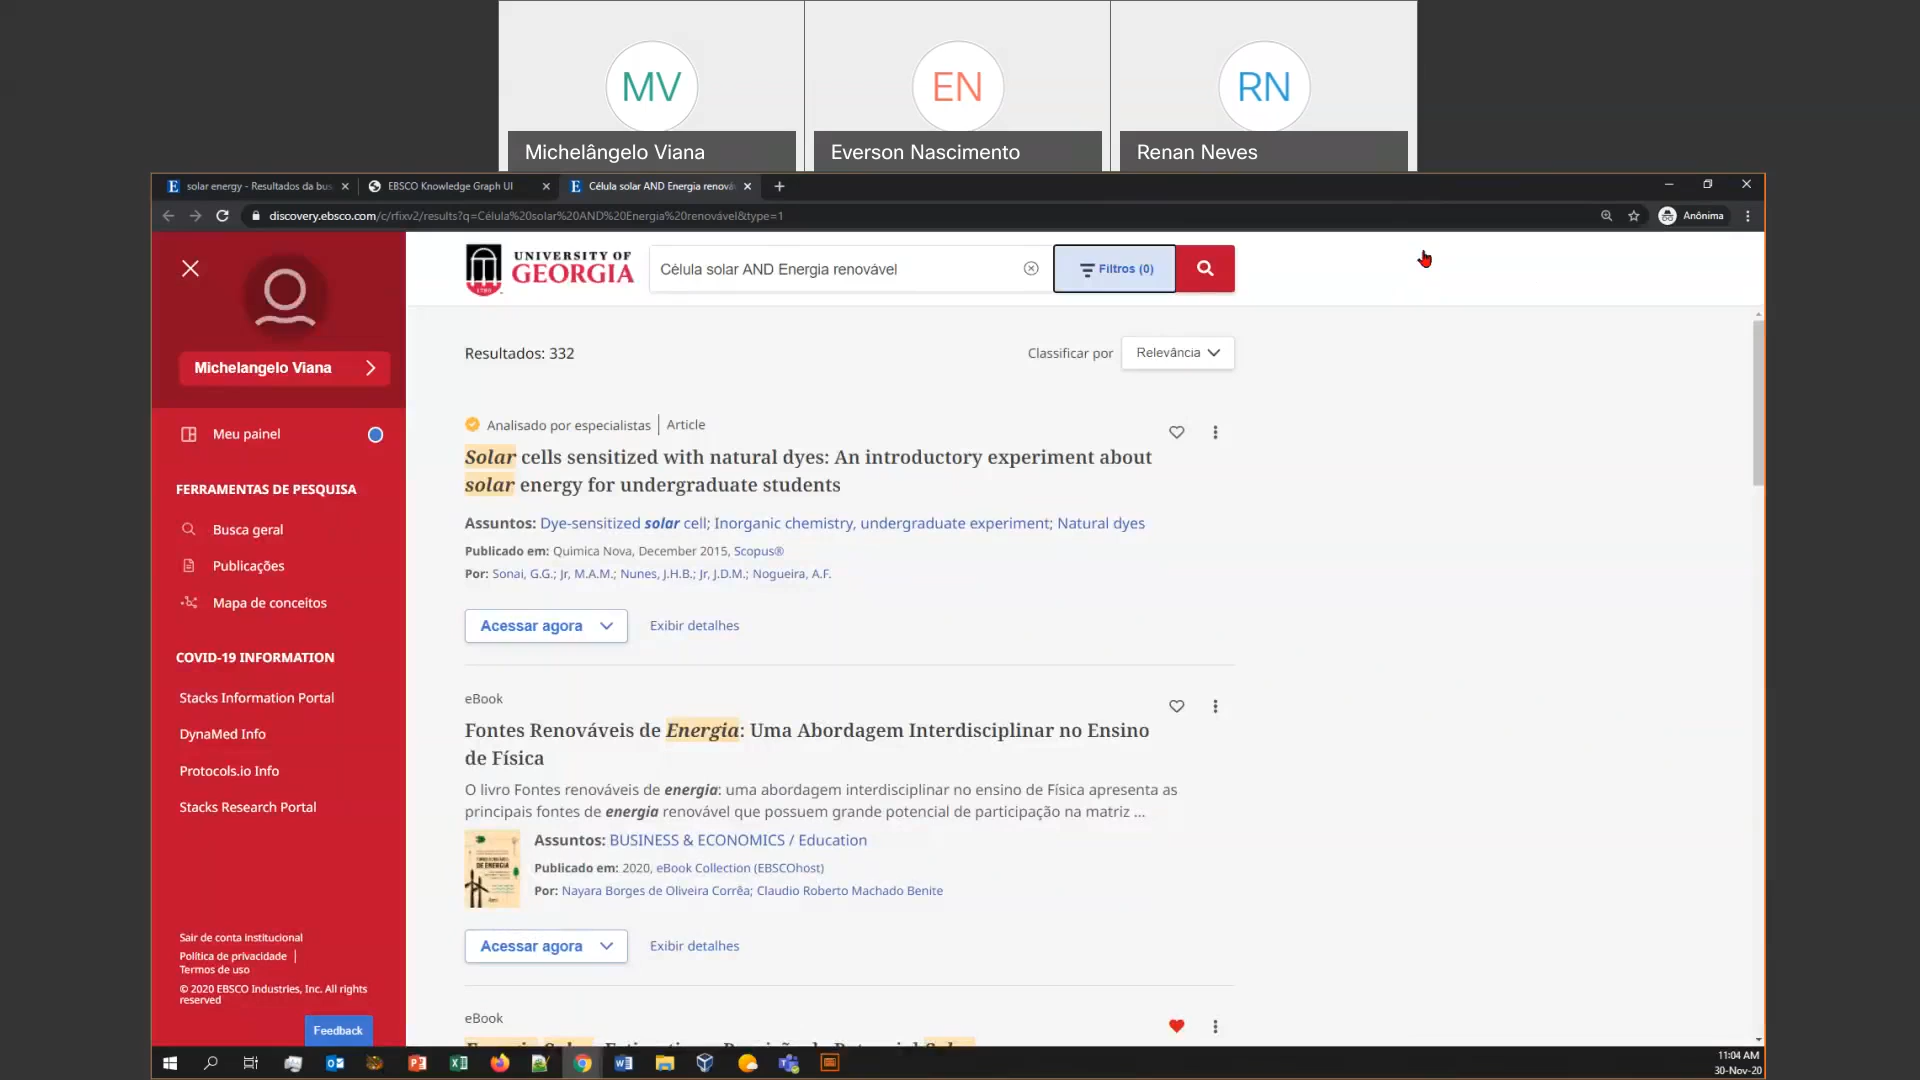 MV
EN
RN
Michelângelo Viana
Everson Nascimento
Renan Neves
solar energy - Resultados da bus
EBSCO Knowledge Graph UI
Célula solar AND Energia renová
discovery.ebsco.com/c/rfixv2/results?q=Célula%20solar%20AND%20Energia%20renovável&type=1
Anônima
Michelangelo Viana
Meu painel
FERRAMENTAS DE PESQUISA
Busca geral
Publicações
Mapa de conceitos
COVID-19 INFORMATION
Stacks Information Portal
DynaMed Info
Protocols.io Info
Stacks Research Portal
Sair de conta institucional
Política de privacidade
Termos de uso
© 2020 EBSCO Industries, Inc. All rights
reserved
Feedback
1785
UNIVERSITY OF
GEORGIA
Célula solar AND Energia renovável
Filtros (0)
Resultados: 332
Classificar por
Relevância
Analisado por especialistas | Article
Solar cells sensitized with natural dyes: An introductory experiment about
solar energy for undergraduate students
Assuntos: Dye-sensitized solar cell; Inorganic chemistry, undergraduate experiment; Natural dyes
Publicado em: Quimica Nova, December 2015, Scopus®
Por: Sonai, G.G.; Jr, M.A.M.; Nunes, J.H.B.; Jr, J.D.M.; Nogueira, A.F.
Acessar agora
Exibir detalhes
eBook
Fontes Renováveis de Energia: Uma Abordagem Interdisciplinar no Ensino
de Física
O livro Fontes renováveis de energia: uma abordagem interdisciplinar no ensino de Física apresenta as
principais fontes de energia renovável que possuem grande potencial de participação na matriz ...
Assuntos: BUSINESS & ECONOMICS / Education
Publicado em: 2020, eBook Collection (EBSCOhost)
Por: Nayara Borges de Oliveira Corrêa; Claudio Roberto Machado Benite
Acessar agora
Exibir detalhes
eBook
11:04 AM
30-Nov-20